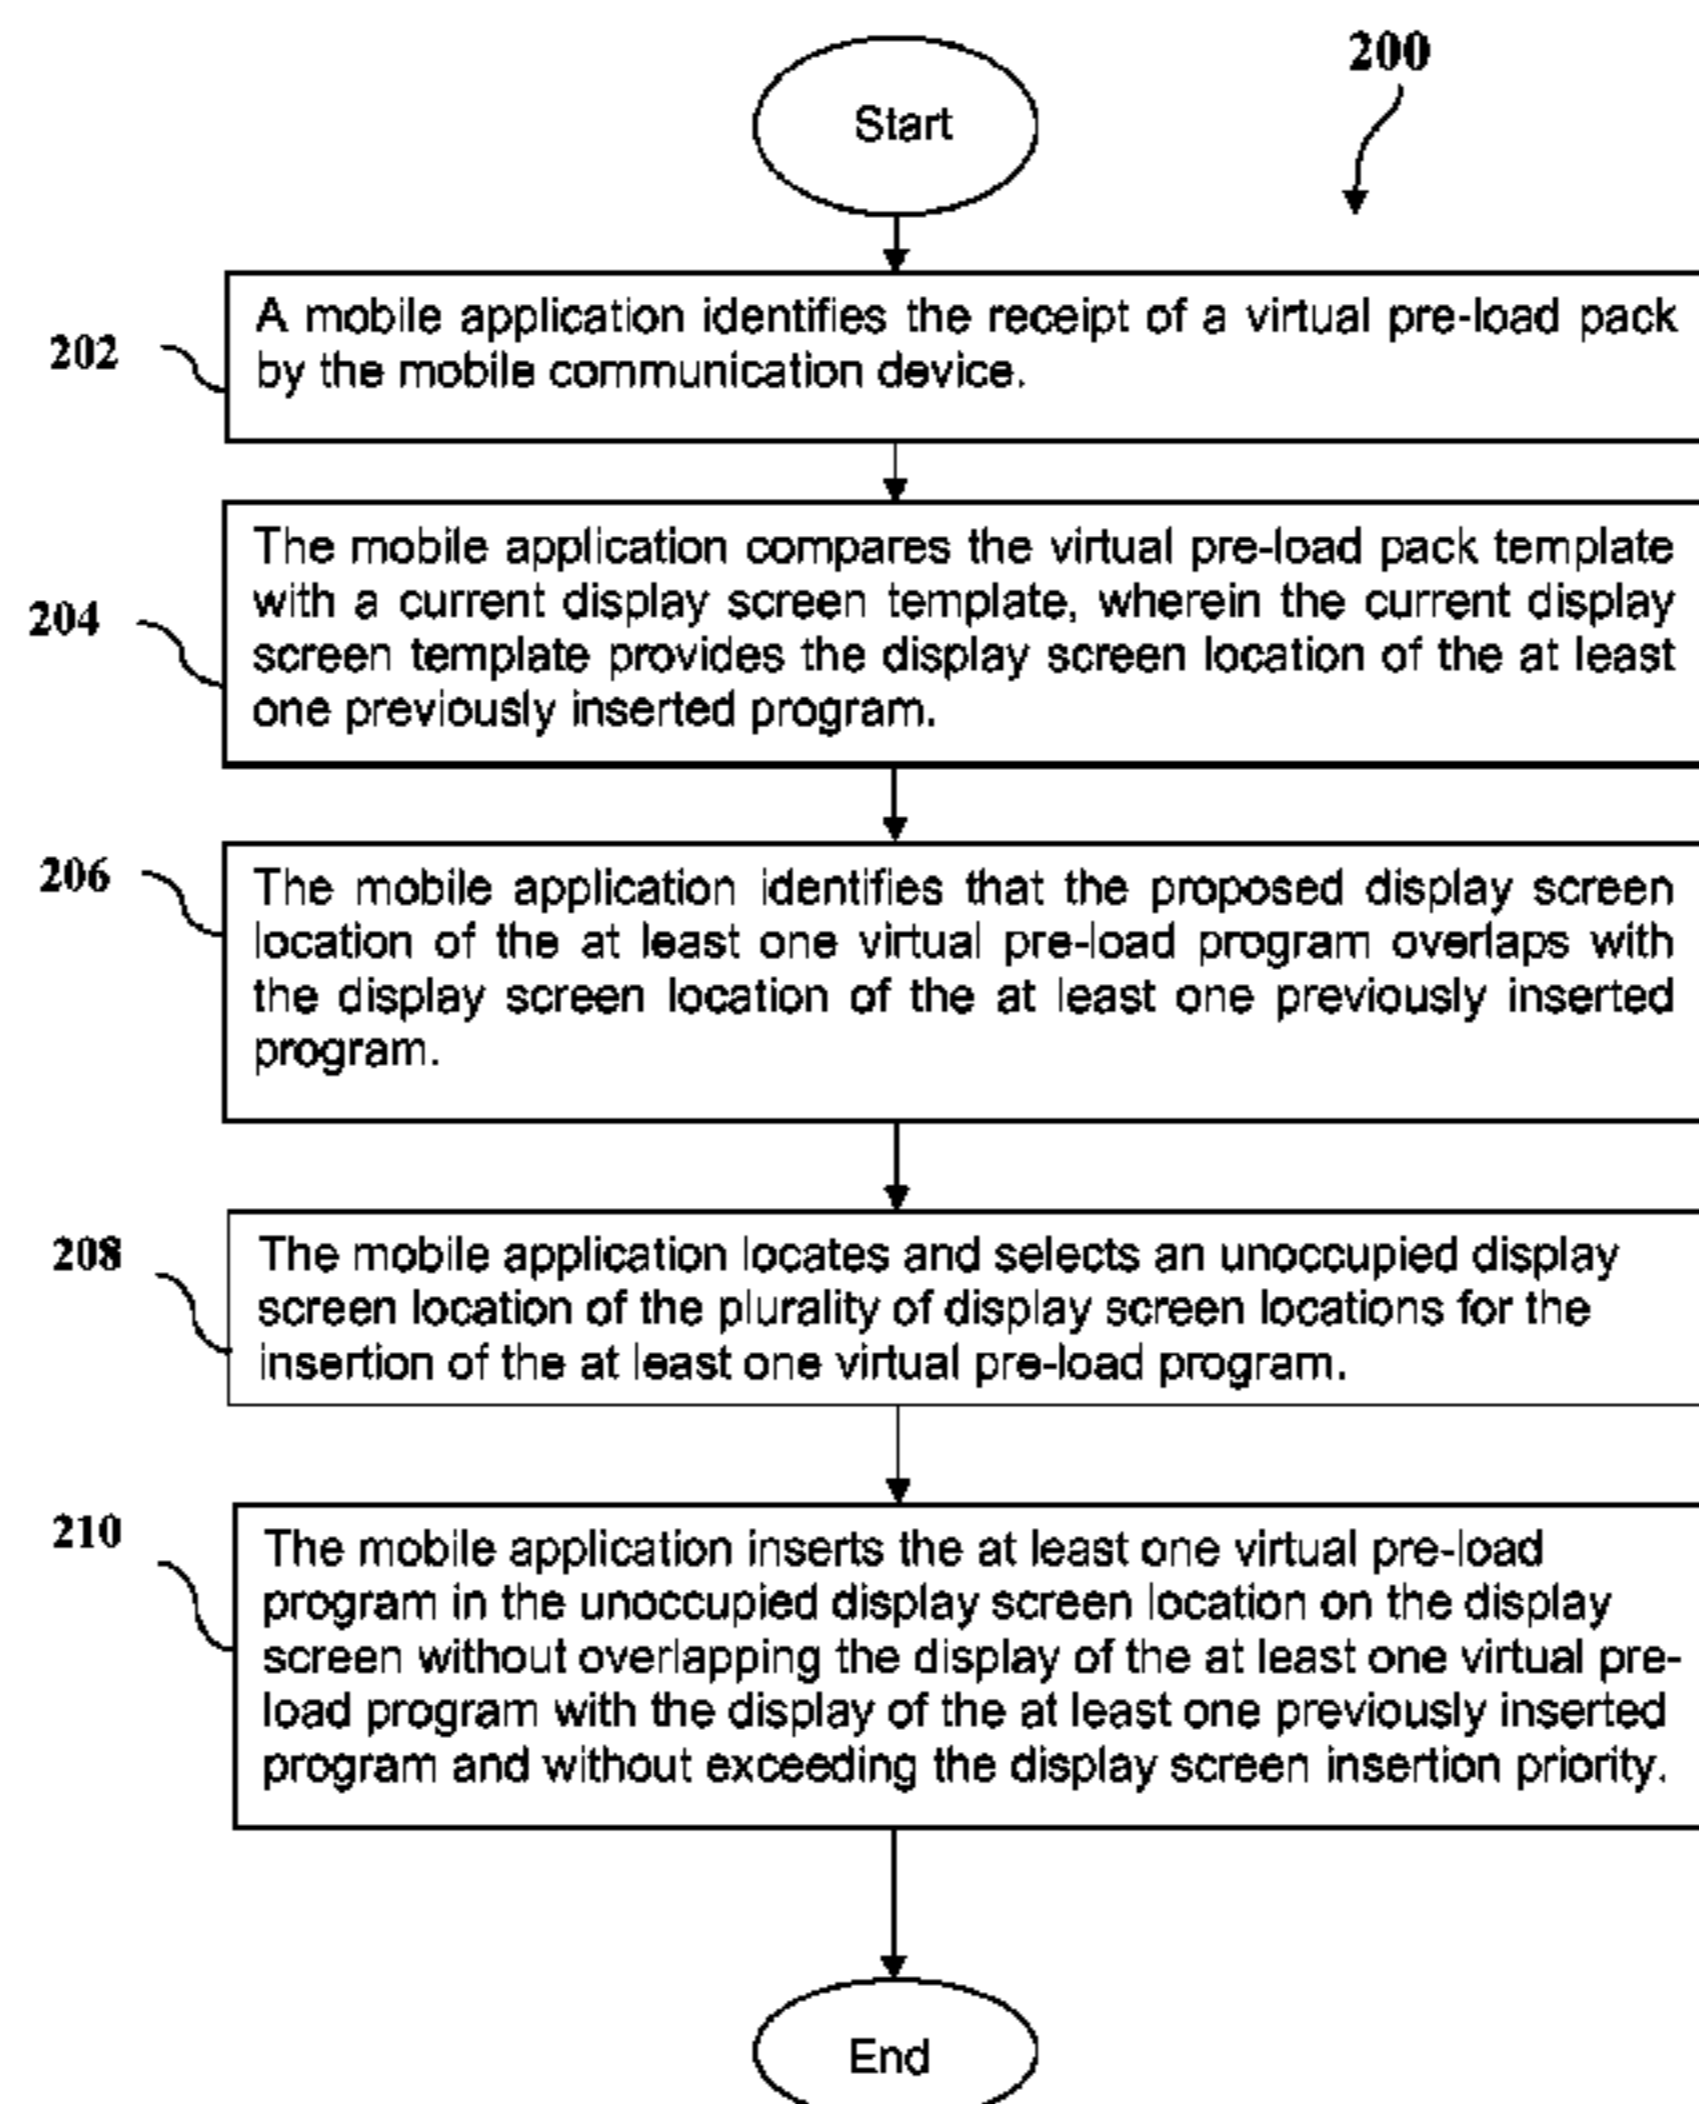 200
Start
202
A mobile application identifies the receipt of a virtual pre-load pack
by the mobile communication device.
204
The mobile application compares the virtual pre-load pack template
with a current display screen template, wherein the current display
screen template provides the display screen location of the at least
one previously inserted program.
206
The mobile application identifies that the proposed display screen
location of the at least one virtual pre-load program overlaps with
the display screen location of the at least one previously inserted
program.
208
The mobile application locates and selects an unoccupied display
screen location of the plurality of display screen locations for the
insertion of the at least one virtual pre-load program.
210
The mobile application inserts the at least one virtual pre-load
program in the unoccupied display screen location on the display
screen without overlapping the display of the at least one virtual pre-
load program with the display of the at least one previously inserted
program and without exceeding the display screen insertion priority.
End